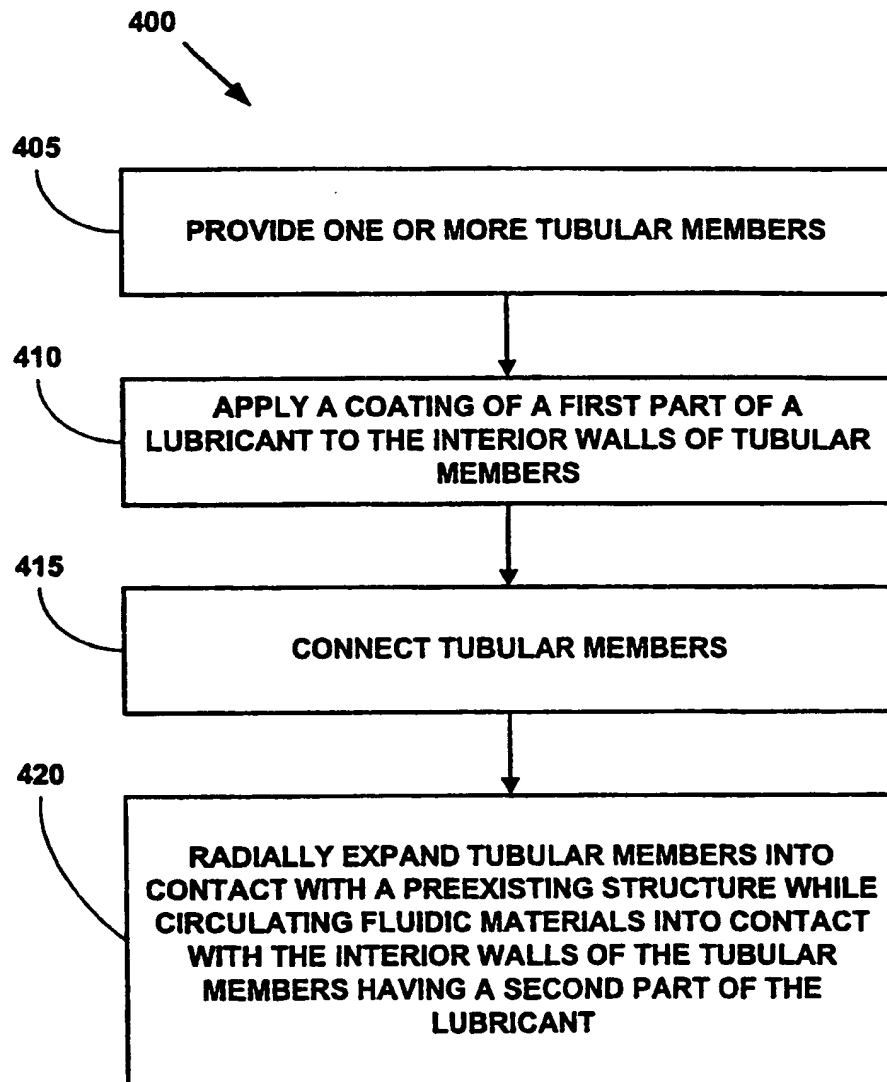 400
405
PROVIDE ONE OR MORE TUBULAR MEMBERS
410
APPLY A COATING OF A FIRST PART OF A
LUBRICANT TO THE INTERIOR WALLS OF TUBULAR
MEMBERS
415
CONNECT TUBULAR MEMBERS
420
RADIALLY EXPAND TUBULAR MEMBERS INTO
CONTACT WITH A PREEXISTING STRUCTURE WHILE
CIRCULATING FLUIDIC MATERIALS INTO CONTACT
WITH THE INTERIOR WALLS OF THE TUBULAR
MEMBERS HAVING A SECOND PART OF THE
LUBRICANT